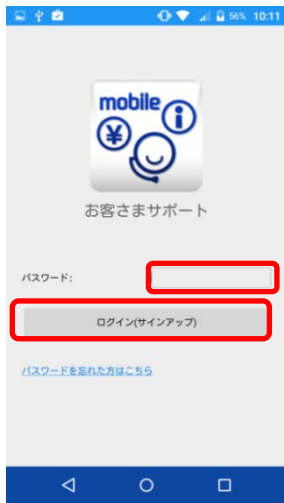 56% 10:11
mobile
お客さまサポート
パスワード:
ログイン(サインアップ)
パスワードを忘れた方はこちら